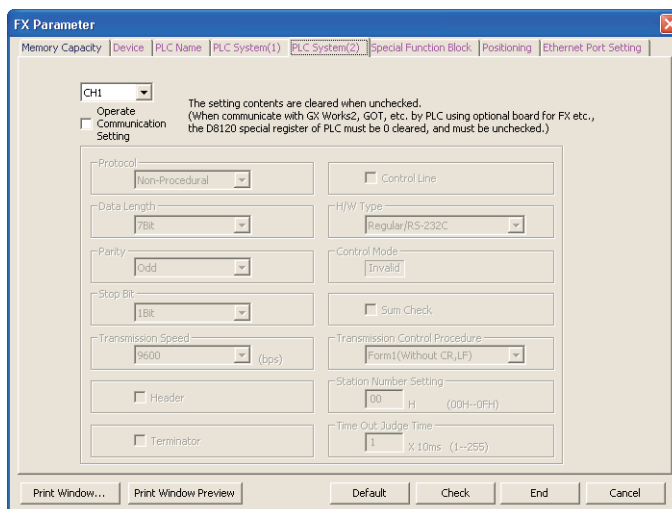 FX Parameter
Memory Capacity Device PLC Name PLC System(1) PLC System(2) Special Function Block Positioning Ethernet Port Setting
CH1
Operate
Communication
Setting
The setting contents are cleared when unchecked.
(When communicate with GX Works2, GOT, etc. by PLC using optional board for FX etc.,
the D8120 special register of PLC must be 0 cleared, and must be unchecked.)
Protocol
Non-Procedural
Control Line
Data Length
7Bit
H/W Type
Regular/RS-232C
Parity
Odd
Control Mode
Invalid
Stop Bit
1Bit
Sum Check
Transmission Speed
9600 (bps)
Transmission Control Procedure
Form1(Without CR,LF)
Header
Station Number Setting
00 H (00H--0FH)
Terminator
Time Out Judge Time
1 X 10ms (1--255)
Print Window... Print Window Preview Default Check End Cancel